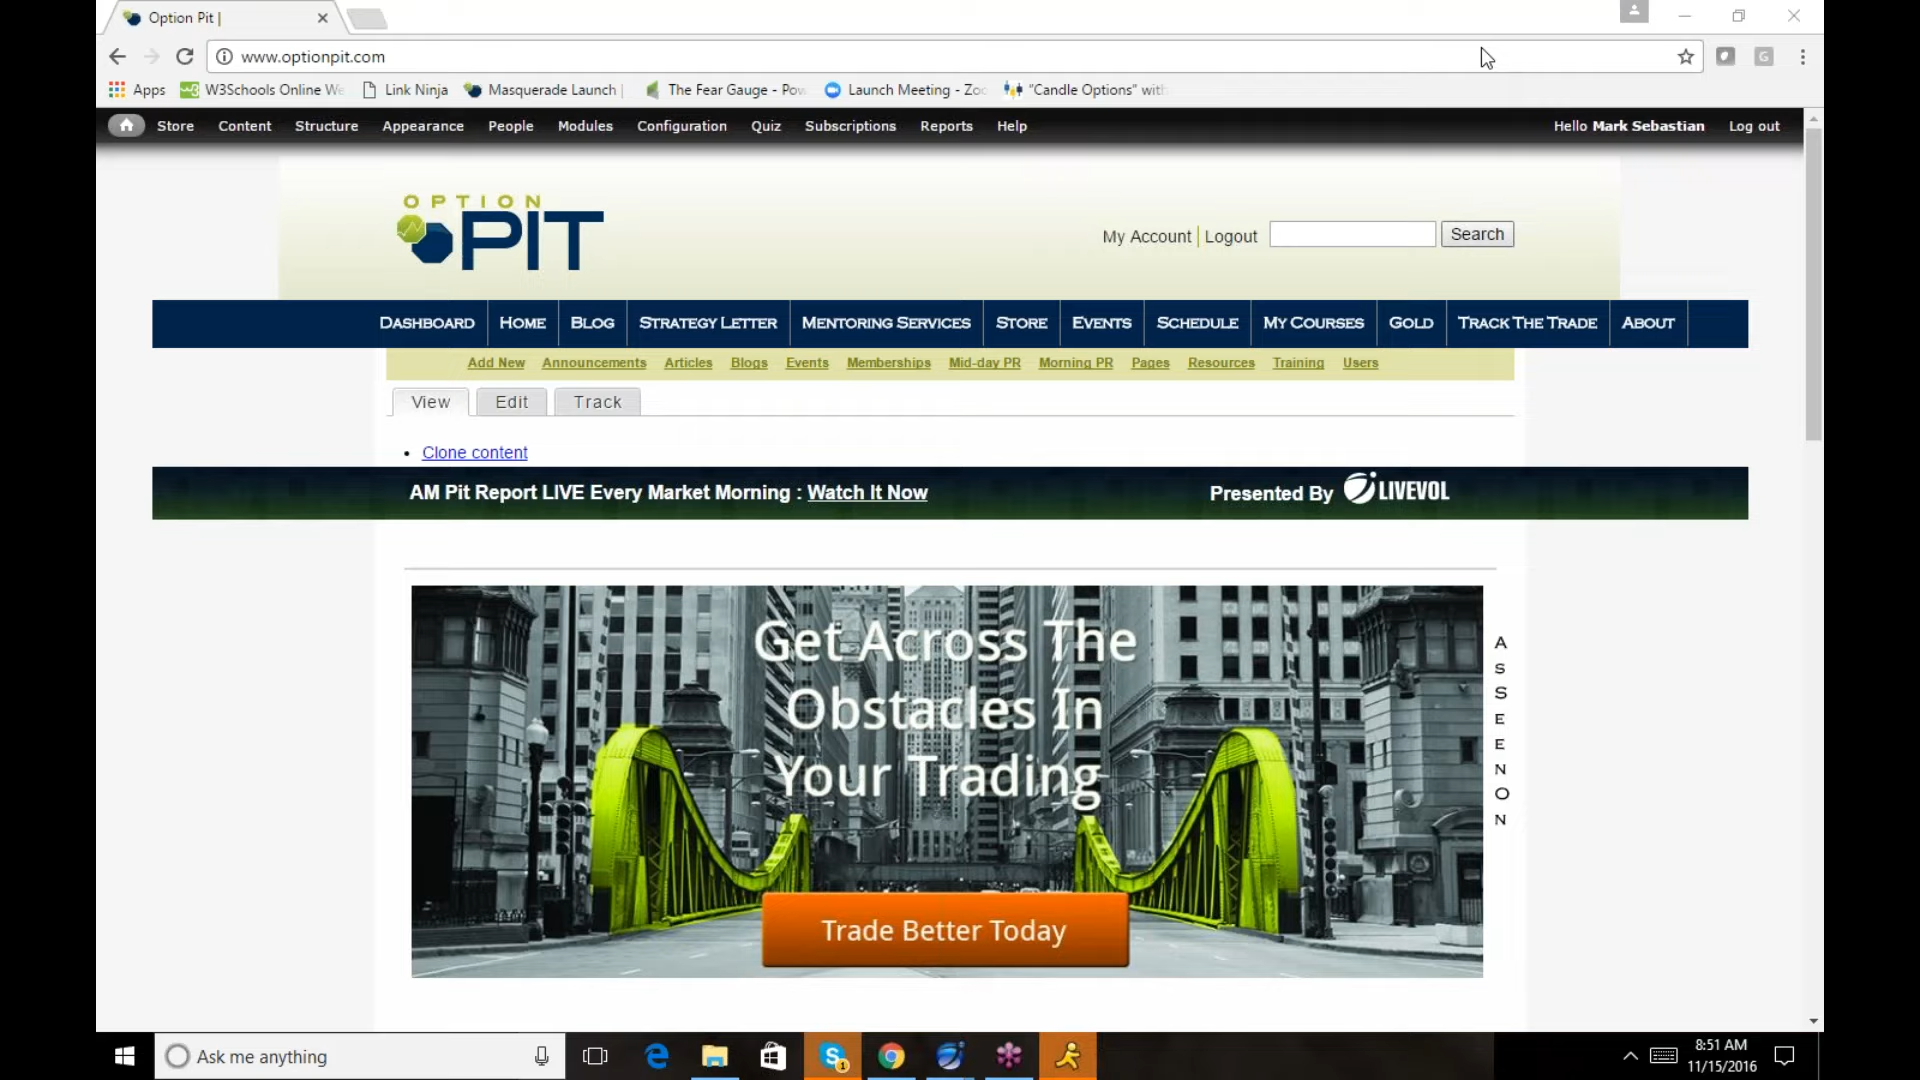 Option Pit |
www.optionpit.com
Apps W3Schools Online We Link Ninja Masquerade Launch | The Fear Gauge - Pow Launch Meeting - Zoo "Candle Options" with
Store Content Structure Appearance People Modules Configuration Quiz Subscriptions Reports Help Hello Mark Sebastian Log out
OPTION
PIT
My Account Logout Search
DASHBOARD HOME BLOG STRATEGY LETTER MENTORING SERVICES STORE EVENTS SCHEDULE MY COURSES GOLD TRACK THE TRADE ABOUT
Add New Announcements Articles Blogs Events Memberships Mid-day PR Morning PR Pages Resources Training Users
View Edit Track
Clone content
AM Pit Report LIVE Every Market Morning : Watch It Now Presented By LIVEVOL
Get Across The
Obstacles In
Your Trading
Trade Better Today
A
S
S
E
E
N
O
N
Ask me anything
8:51 AM
11/15/2016